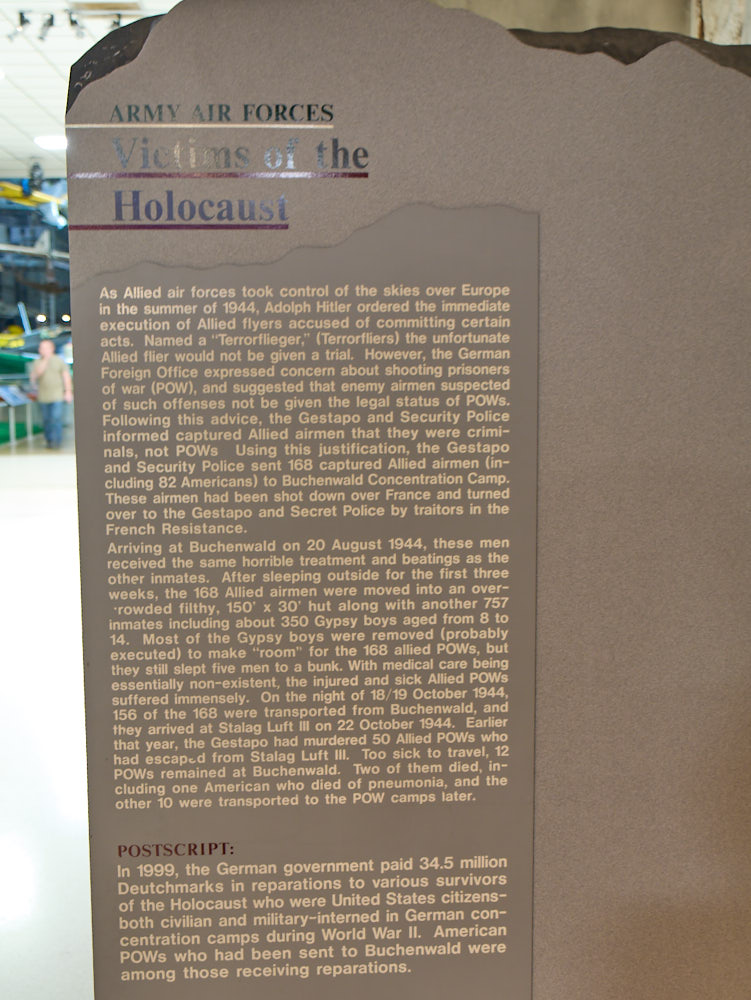 ARMY AIR FORCES
Victims of the
Holocaust
As Allied air forces took control of the skies over Europe
in the summer of 1944, Adolph Hitler ordered the immediate
execution of Allied flyers accused of committing certain
acts. Named a "Terrorflieger," (Terrorfliers) the unfortunate
Allied flier would not be given a trial. However, the German
Foreign Office expressed concern about shooting prisoners
of war (POW), and suggested that enemy airmen suspected
of such offenses not be given the legal status of POWs.
Following this advice, the Gestapo and Security Police
informed captured Allied airmen that they were crimi-
nals, not POWs Using this justification, the Gestapo
and Security Police sent 168 captured Allied airmen (in-
cluding 82 Americans) to Buchenwald Concentration Camp.
These airmen had been shot down over France and turned
over to the Gestapo and Secret Police by traitors in the
French Resistance.
Arriving at Buchenwald on 20 August 1944, these men
received the same horrible treatment and beatings as the
other inmates. After sleeping outside for the first three
weeks, the 168 Allied airmen were moved into an over-
rowded filthy, 150' x 30' hut along with another 757
inmates including about 350 Gypsy boys aged from 8 to
14. Most of the Gypsy boys were removed (probably
executed) to make "room" for the 168 allied POWs, but
they still slept five men to a bunk. With medical care being
essentially non-existent, the injured and sick Allied POWs
suffered immensely. On the night of 18/19 October 1944,
156 of the 168 were transported from Buchenwald, and
they arrived at Stalag Luft III on 22 October 1944. Earlier
that year, the Gestapo had murdered 50 Allied POWs who
had escaped from Stalag Luft III. Too sick to travel, 12
POWs remained at Buchenwald. Two of them died, in-
cluding one American who died of pneumonia, and the
other 10 were transported to the POW camps later.
POSTSCRIPT:
In 1999, the German government paid 34.5 million
Deutchmarks in reparations to various survivors
of the Holocaust who were United States citizens-
both civilian and military-interned in German con-
centration camps during World War II. American
POWs who had been sent to Buchenwald were
among those receiving reparations.